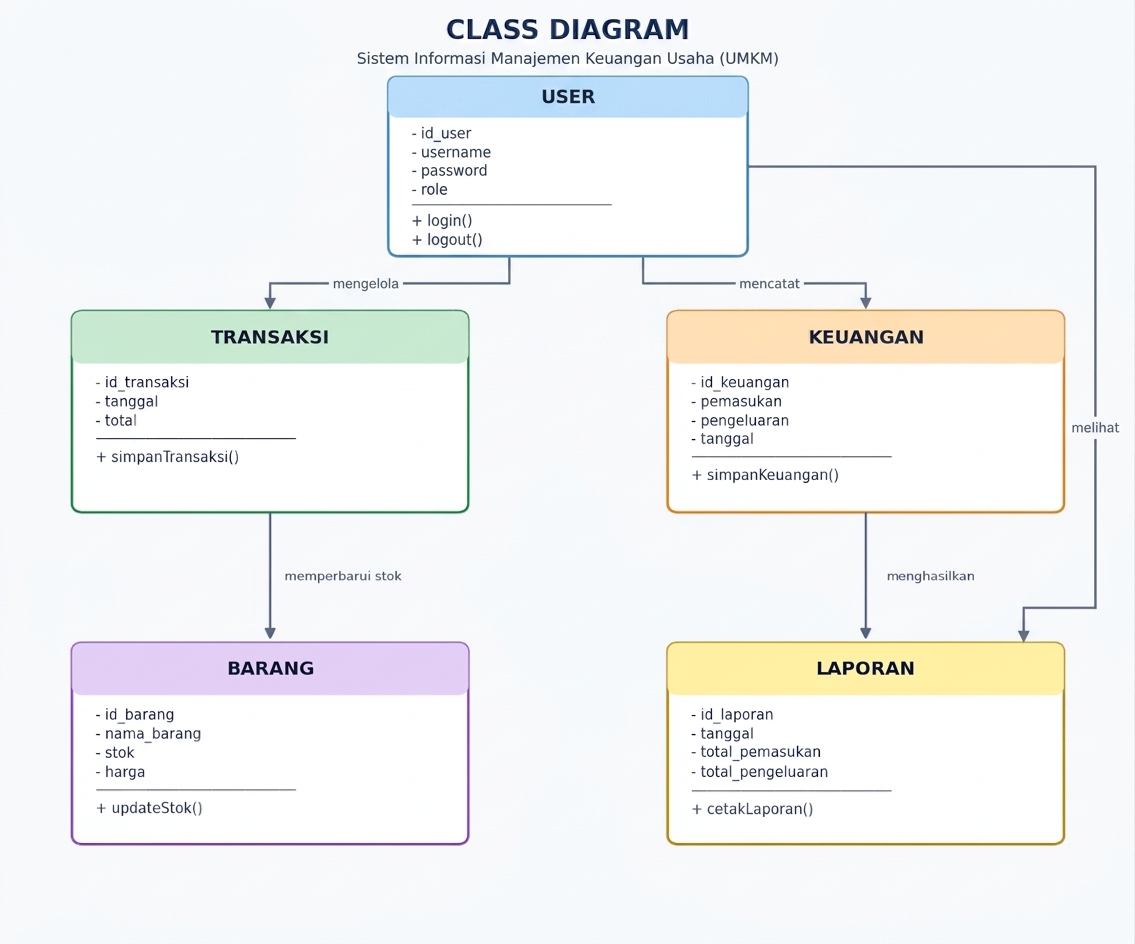 CLASS DIAGRAM
Sistem Informasi Manajemen Keuangan Usaha (UMKM)
USER
- id_user
- username
- password
- role
+ login()
+ logout()
mengelola
mencatat
TRANSAKSI
- id_transaksi
- tanggal
- total
+ simpanTransaksi()
KEUANGAN
- id_keuangan
- pemasukan
- pengeluaran
- tanggal
+ simpanKeuangan()
melihat
memperbarui stok
menghasilkan
BARANG
- id_barang
- nama_barang
- stok
- harga
+ updateStok()
LAPORAN
- id_laporan
- tanggal
- total_pemasukan
- total_pengeluaran
+ cetakLaporan()